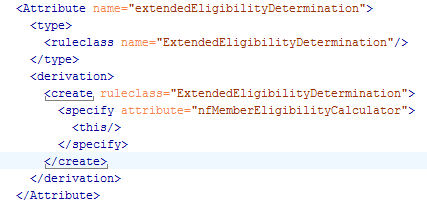 <Attribute name="extendedEligibilityDetermination">
<type>
<ruleclass name="ExtendedEligibilityDetermination"/>
</type>
<derivation>
<create ruleclass="ExtendedEligibilityDetermination">
<specify attribute="nfMemberEligibilityCalculator">
<this/>
</specify>
</create>
</derivation>
</Attribute>